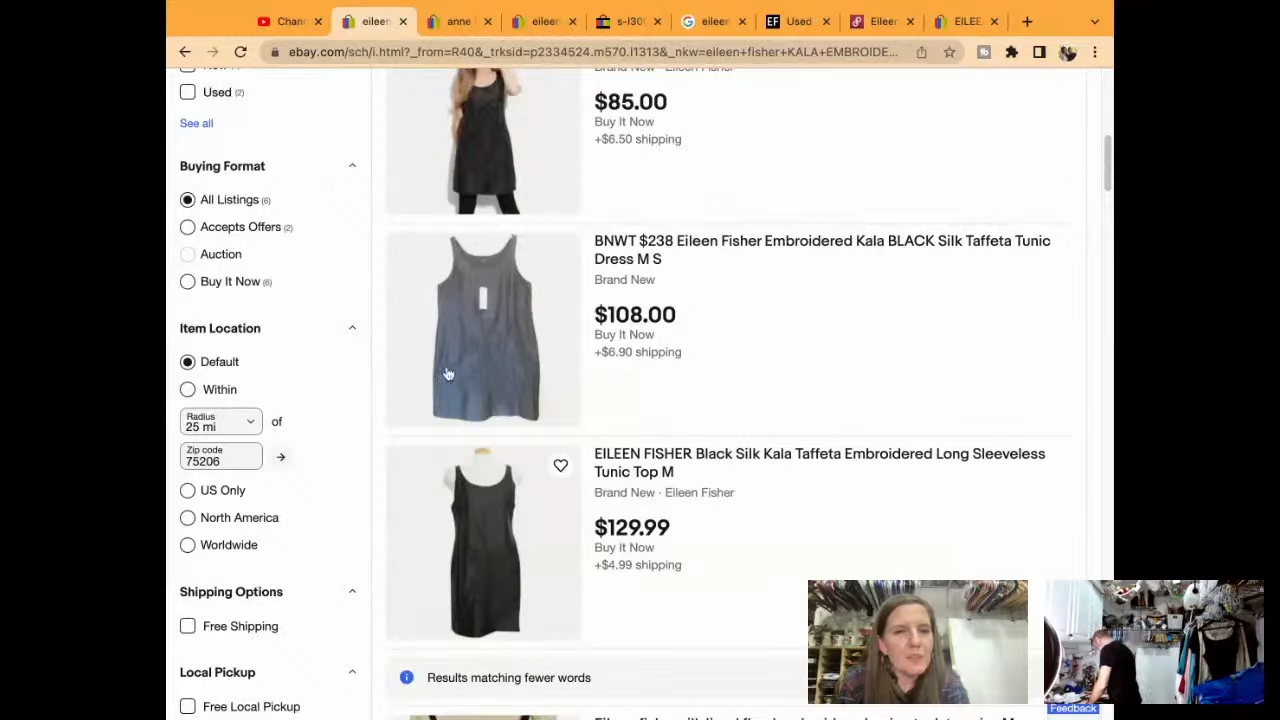 Chann
eileen
anne
eileen
s-l300
eileen
Used
Eileen
EILEE
ebay.com/sch/i.html?_from=R40&_trksid=p2334524.m570.l1313&_nkw=eileen+fisher+KALA+EMBROIDE...
Used (2)
See all
Buying Format
All Listings (6)
Accepts Offers (2)
Auction
Buy It Now (6)
Item Location
Default
Within
Radius
25 mi
of
Zip code
75206
US Only
North America
Worldwide
Shipping Options
Free Shipping
Local Pickup
Free Local Pickup
Brand New · Eileen Fisher
$85.00
Buy It Now
+$6.50 shipping
BNWT $238 Eileen Fisher Embroidered Kala BLACK Silk Taffeta Tunic
Dress M S
Brand New
$108.00
Buy It Now
+$6.90 shipping
EILEEN FISHER Black Silk Kala Taffeta Embroidered Long Sleeveless
Tunic Top M
Brand New · Eileen Fisher
$129.99
Buy It Now
+$4.99 shipping
Results matching fewer words
Feedback